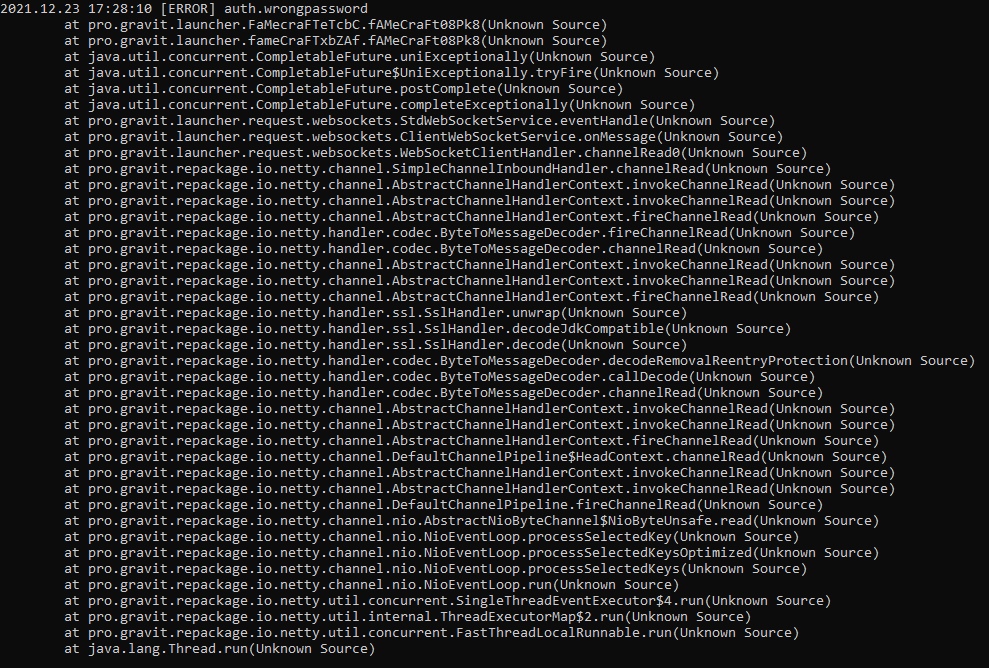 2021.12.23 17:28:10 [ERROR] auth.wrongpassword
at pro.gravit.launcher.FaMecraFTeTcbC.fAMeCraFt08Pk8(Unknown Source)
at pro.gravit.launcher.fameCraFTxbZAf.fAMeCraFt08Pk8(Unknown Source)
at java.util.concurrent.CompletableFuture.uniExceptionally(Unknown Source)
at java.util.concurrent.CompletableFuture$UniExceptionally.tryFire(Unknown Source)
at java.util.concurrent.CompletableFuture.postComplete(Unknown Source)
at java.util.concurrent.CompletableFuture.completeExceptionally(Unknown Source)
at pro.gravit.launcher.request.websockets.StdWebSocketService.eventHandle(Unknown Source)
at pro.gravit.launcher.request.websockets.ClientWebSocketService.onMessage(Unknown Source)
at pro.gravit.launcher.request.websockets.WebSocketClientHandler.channelRead0(Unknown Source)
at pro.gravit.repackage.io.netty.channel.SimpleChannelInboundHandler.channelRead(Unknown Source)
at pro.gravit.repackage.io.netty.channel.AbstractChannelHandlerContext.invokeChannelRead(Unknown Source)
at pro.gravit.repackage.io.netty.channel.AbstractChannelHandlerContext.invokeChannelRead(Unknown Source)
at pro.gravit.repackage.io.netty.channel.AbstractChannelHandlerContext.fireChannelRead(Unknown Source)
at pro.gravit.repackage.io.netty.handler.codec.ByteToMessageDecoder.fireChannelRead(Unknown Source)
at pro.gravit.repackage.io.netty.handler.codec.ByteToMessageDecoder.channelRead(Unknown Source)
at pro.gravit.repackage.io.netty.channel.AbstractChannelHandlerContext.invokeChannelRead(Unknown Source)
at pro.gravit.repackage.io.netty.channel.AbstractChannelHandlerContext.invokeChannelRead(Unknown Source)
at pro.gravit.repackage.io.netty.channel.AbstractChannelHandlerContext.fireChannelRead(Unknown Source)
at pro.gravit.repackage.io.netty.handler.ssl.SslHandler.unwrap(Unknown Source)
at pro.gravit.repackage.io.netty.handler.ssl.SslHandler.decodeJdkCompatible(Unknown Source)
at pro.gravit.repackage.io.netty.handler.ssl.SslHandler.decode(Unknown Source)
at pro.gravit.repackage.io.netty.handler.codec.ByteToMessageDecoder.decodeRemovalReentryProtection(Unknown Source)
at pro.gravit.repackage.io.netty.handler.codec.ByteToMessageDecoder.callDecode(Unknown Source)
at pro.gravit.repackage.io.netty.handler.codec.ByteToMessageDecoder.channelRead(Unknown Source)
at pro.gravit.repackage.io.netty.channel.AbstractChannelHandlerContext.invokeChannelRead(Unknown Source)
at pro.gravit.repackage.io.netty.channel.AbstractChannelHandlerContext.invokeChannelRead(Unknown Source)
at pro.gravit.repackage.io.netty.channel.AbstractChannelHandlerContext.fireChannelRead(Unknown Source)
at pro.gravit.repackage.io.netty.channel.DefaultChannelPipeline$HeadContext.channelRead(Unknown Source)
at pro.gravit.repackage.io.netty.channel.AbstractChannelHandlerContext.invokeChannelRead(Unknown Source)
at pro.gravit.repackage.io.netty.channel.AbstractChannelHandlerContext.invokeChannelRead(Unknown Source)
at pro.gravit.repackage.io.netty.channel.DefaultChannelPipeline.fireChannelRead(Unknown Source)
at pro.gravit.repackage.io.netty.channel.nio.AbstractNioByteChannel$NioByteUnsafe.read(Unknown Source)
at pro.gravit.repackage.io.netty.channel.nio.NioEventLoop.processSelectedKey(Unknown Source)
at pro.gravit.repackage.io.netty.channel.nio.NioEventLoop.processSelectedKeysOptimized(Unknown Source)
at pro.gravit.repackage.io.netty.channel.nio.NioEventLoop.processSelectedKeys(Unknown Source)
at pro.gravit.repackage.io.netty.channel.nio.NioEventLoop.run(Unknown Source)
at pro.gravit.repackage.io.netty.util.concurrent.SingleThreadEventExecutor$4.run(Unknown Source)
at pro.gravit.repackage.io.netty.util.internal.ThreadExecutorMap$2.run(Unknown Source)
at pro.gravit.repackage.io.netty.util.concurrent.FastThreadLocalRunnable.run(Unknown Source)
at java.lang.Thread.run(Unknown Source)